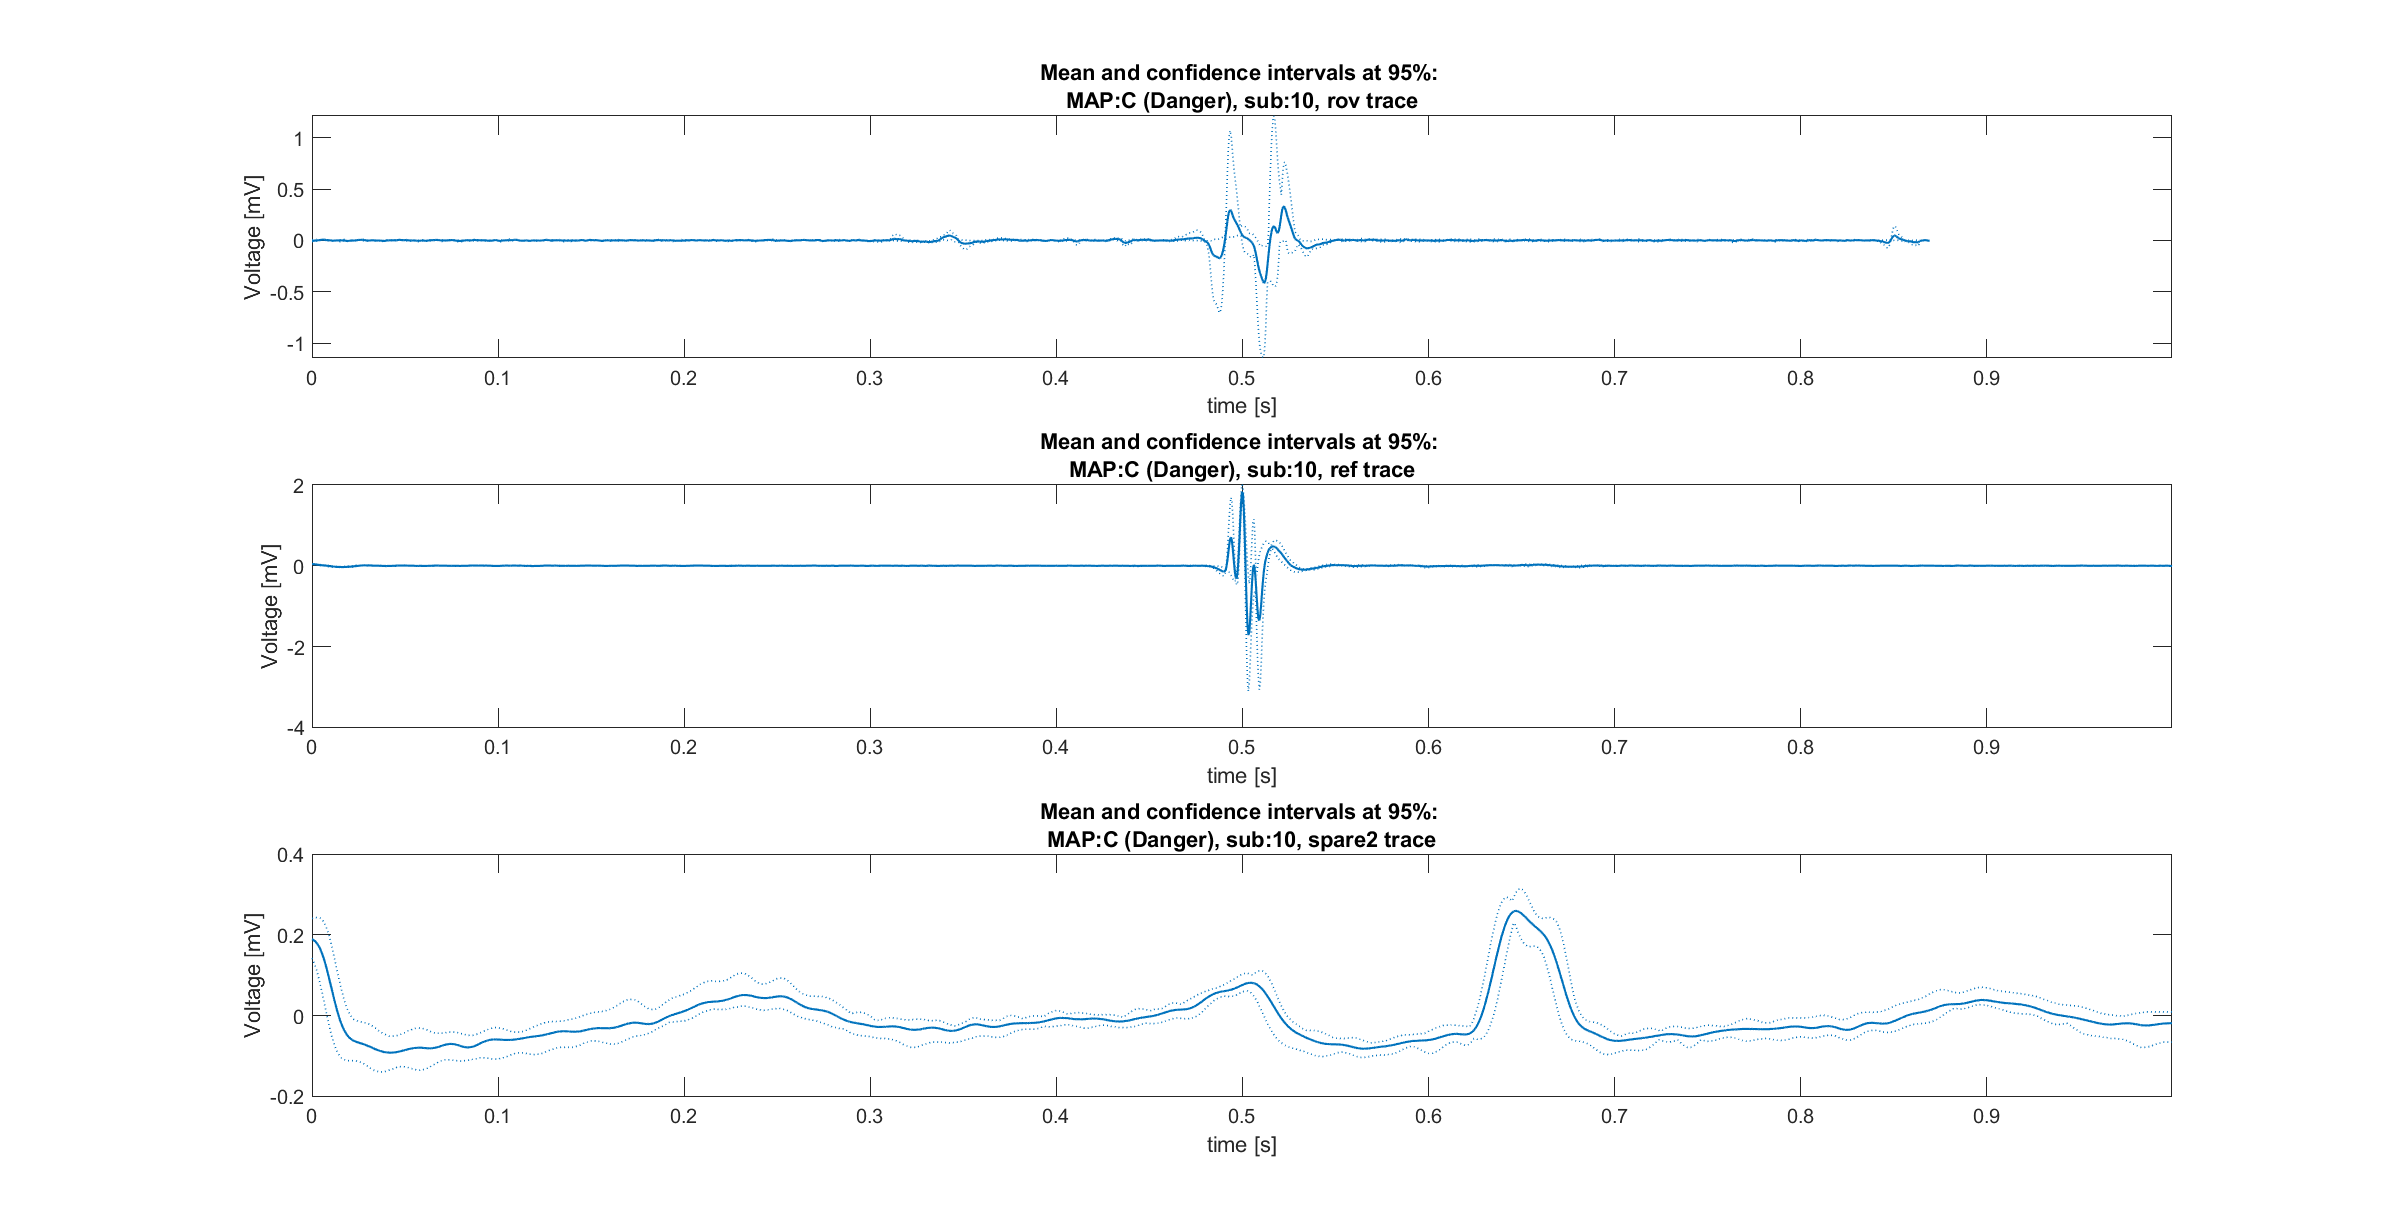 Mean and confidence intervals at 95%:
MAP:C (Danger), sub:10, rov trace
Voltage [mV]
1
0.5
0
-0.5
-1
0 0.1 0.2 0.3 0.4 0.5 0.6 0.7 0.8 0.9
time [s]
Mean and confidence intervals at 95%:
MAP:C (Danger), sub:10, ref trace
Voltage [mV]
2
0
-2
-4
0 0.1 0.2 0.3 0.4 0.5 0.6 0.7 0.8 0.9
time [s]
Mean and confidence intervals at 95%:
MAP:C (Danger), sub:10, spare2 trace
Voltage [mV]
0.4
0.2
0
-0.2
0 0.1 0.2 0.3 0.4 0.5 0.6 0.7 0.8 0.9
time [s]